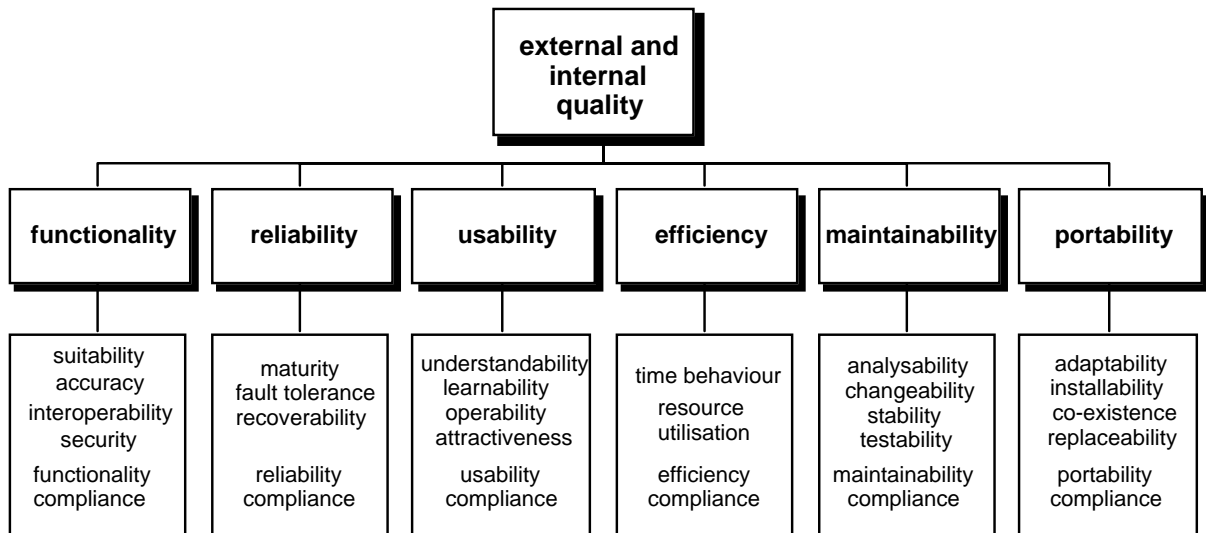 external and
internal
quality
functionality
reliability
usability
efficiency
maintainability
portability
suitability
accuracy
interoperability
security
functionality
compliance
maturity
fault tolerance
recoverability
reliability
compliance
understandability
learnability
operability
attractiveness
usability
compliance
time behaviour
resource
utilisation
efficiency
compliance
analysability
changeability
stability
testability
maintainability
compliance
adaptability
installability
co-existence
replaceability
portability
compliance